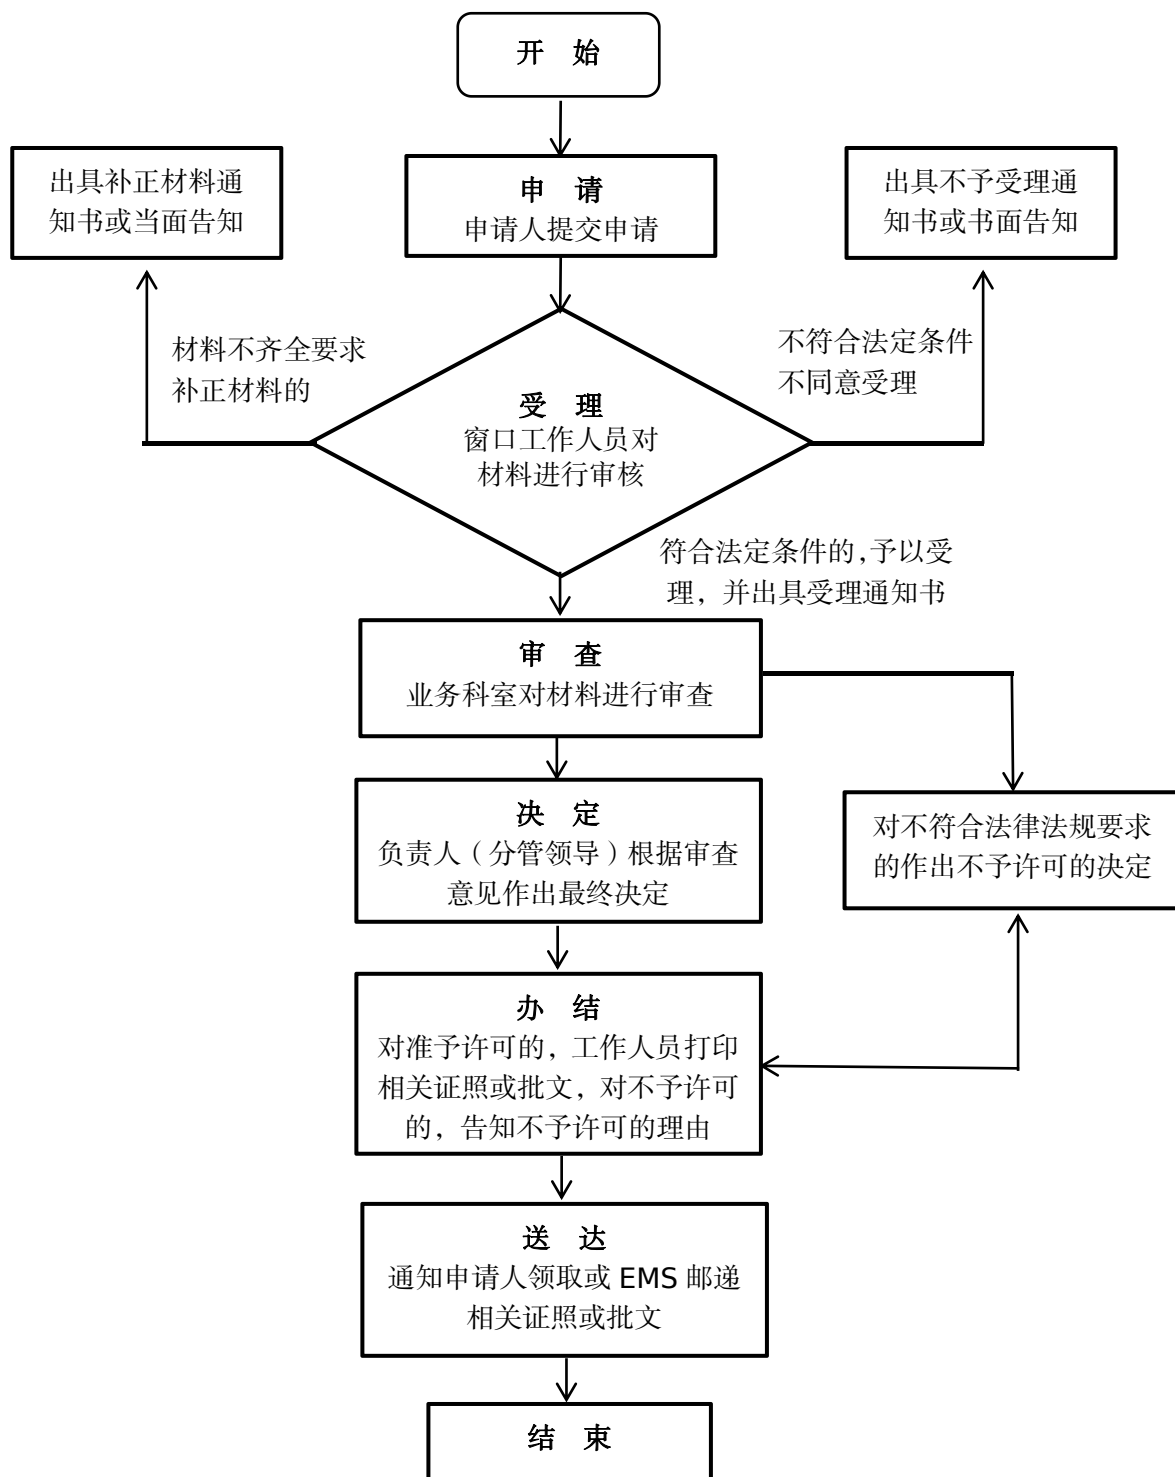 开 始
申 请
申请人提交申请
出具补正材料通
知书或当面告知
出具不予受理通
知书或书面告知
材料不齐全要求
补正材料的
不符合法定条件
不同意受理
受 理
窗口工作人员对
材料进行审核
符合法定条件的,予以受
理，并出具受理通知书
审 查
业务科室对材料进行审查
决 定
负责人（分管领导）根据审查
意见作出最终决定
对不符合法律法规要求
的作出不予许可的决定
办 结
对准予许可的，工作人员打印
相关证照或批文，对不予许可
的，告知不予许可的理由
送 达
通知申请人领取或 EMS 邮递
相关证照或批文
结 束